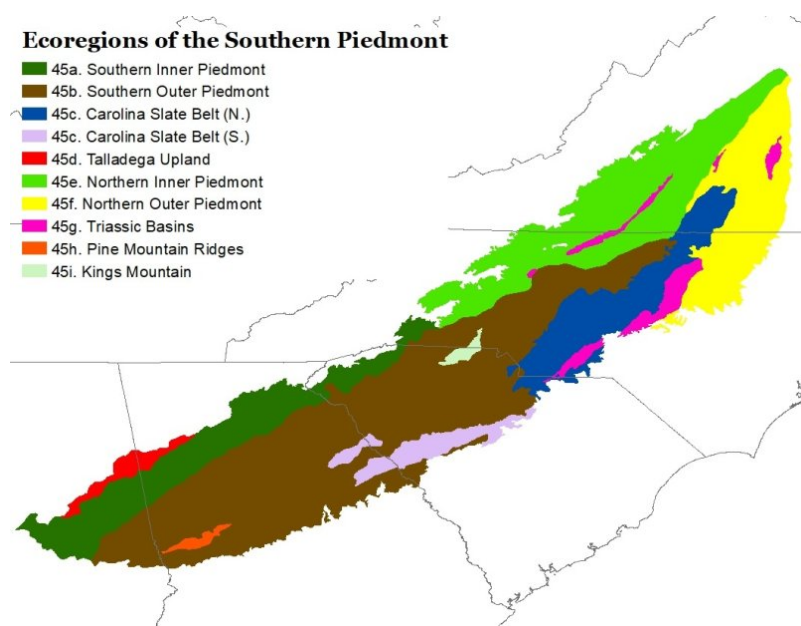 Ecoregions of the Southern Piedmont
45a. Southern Inner Piedmont
45b. Southern Outer Piedmont
45c. Carolina Slate Belt (N.)
45c. Carolina Slate Belt (S.)
45d. Talladega Upland
45e. Northern Inner Piedmont
45f. Northern Outer Piedmont
45g. Triassic Basins
45h. Pine Mountain Ridges
45i. Kings Mountain